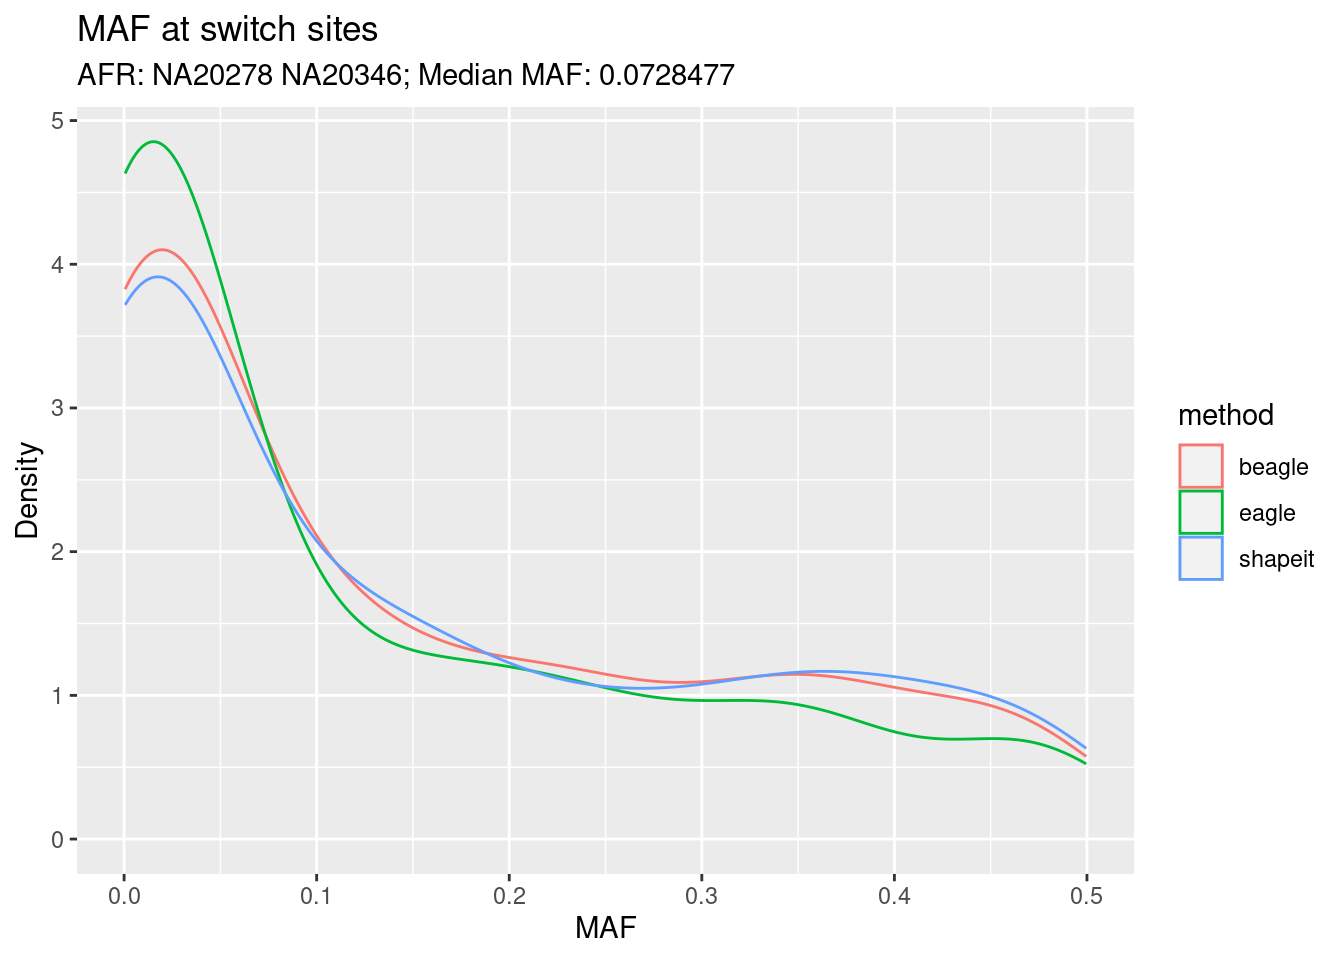 MAF at switch sites
AFR: NA20278 NA20346; Median MAF: 0.0728477
5
4
3
2
1
0
Density
0.0 0.1 0.2 0.3 0.4 0.5
MAF
method
beagle
eagle
shapeit